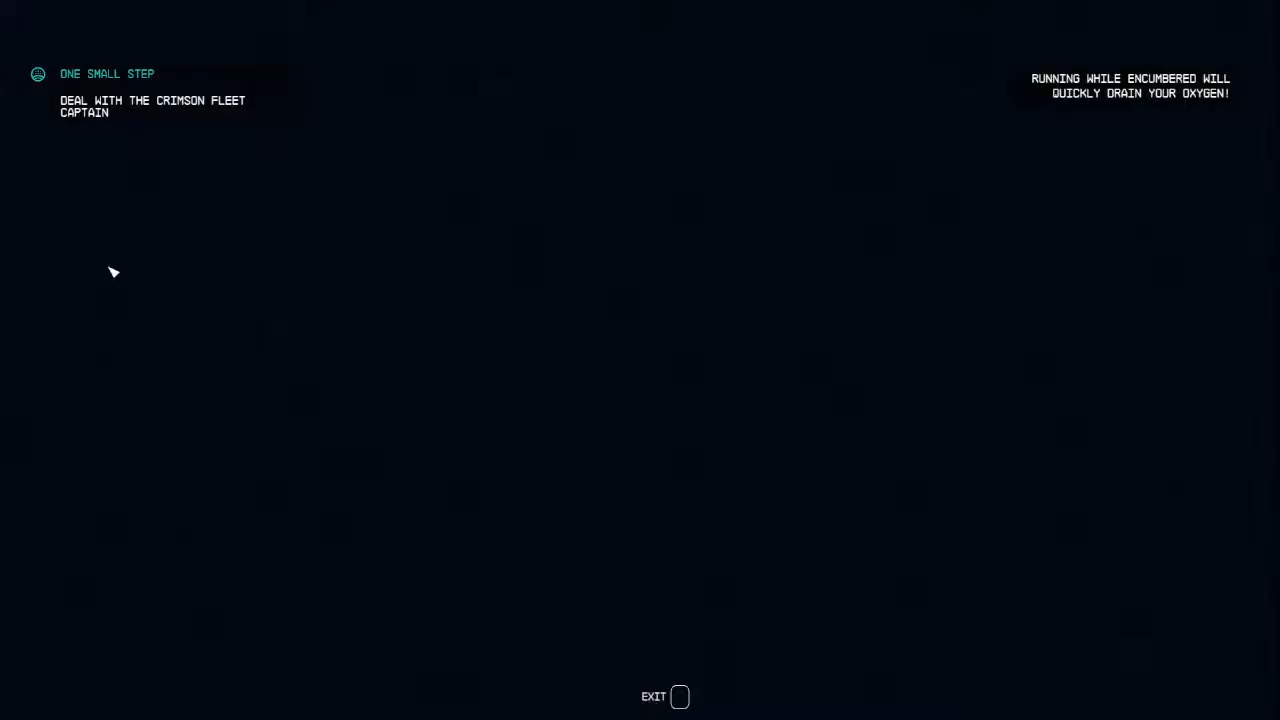 ONE SMALL STEP
DEAL WITH THE CRIMSON FLEET
CAPTAIN
RUNNING WHILE ENCUMBERED WILL
QUICKLY DRAIN YOUR OXYGEN!
EXIT